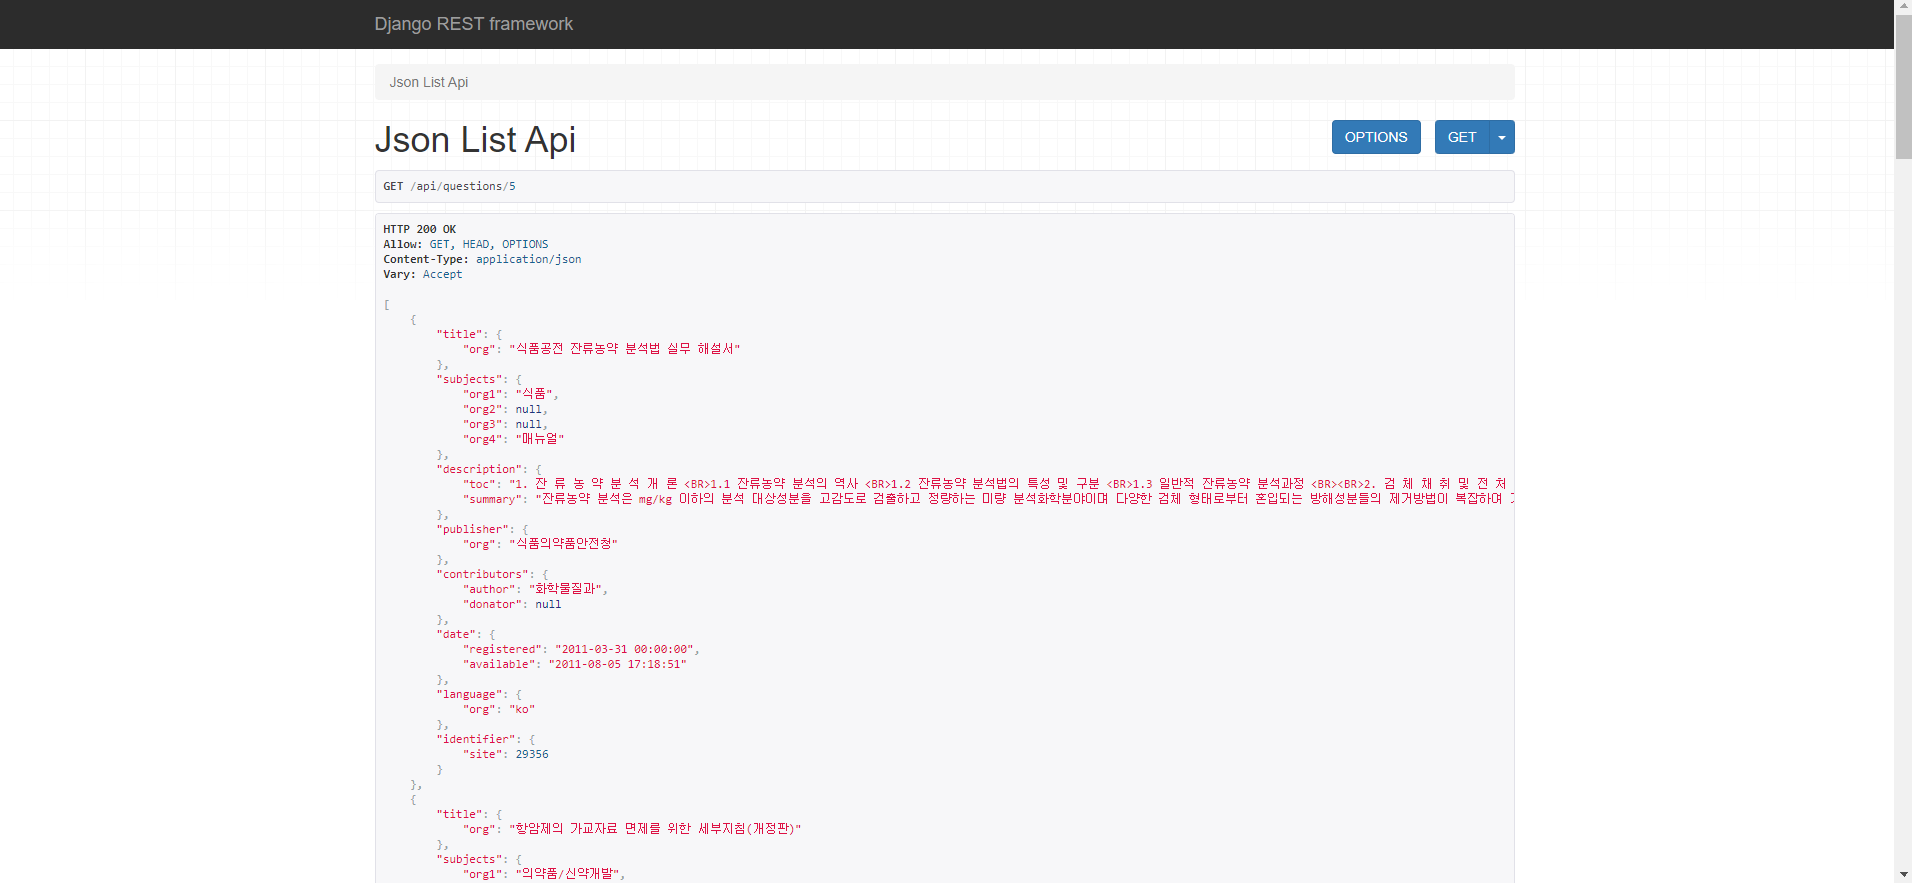 Django REST framework
Json List Api
Json List Api
OPTIONS
GET
GET /api/questions/5
HTTP 200 OK
Allow: GET, HEAD, OPTIONS
Content-Type: application/json
Vary: Accept
[
{
"title": {
"org": "식품공전 잔류농약 분석법 실무 해설서"
},
"subjects": {
"org1": "식품",
"org2": null,
"org3": null,
"org4": "매뉴얼"
},
"description": {
"toc": "1. 잔 류 농 약 분 석 개 론 <BR>1.1 잔류농약 분석의 역사 <BR>1.2 잔류농약 분석법의 특성 및 구분 <BR>1.3 일반적 잔류농약 분석과정 <BR><BR>2. 검 체 채 취 및 전 처
"summary": "잔류농약 분석은 mg/kg 이하의 분석 대상성분을 고감도로 검출하고 정량하는 미량 분석화학분야이며 다양한 검체 형태로부터 혼입되는 방해성분들의 제거방법이 복잡하여
},
"publisher": {
"org": "식품의약품안전청"
},
"contributors": {
"author": "화학물질과",
"donator": null
},
"date": {
"registered": "2011-03-31 00:00:00",
"available": "2011-08-05 17:18:51"
},
"language": {
"org": "ko"
},
"identifier": {
"site": 29356
}
},
{
"title": {
"org": "항암제의 가교자료 면제를 위한 세부지침(개정판)"
},
"subjects": {
"org1": "의약품/신약개발",